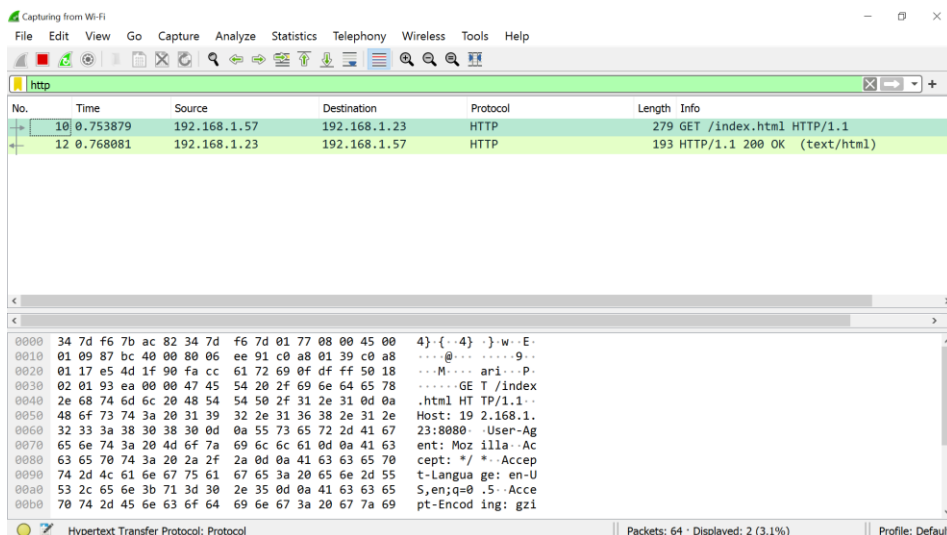 Capturing from Wi-Fi
File Edit View Go Capture Analyze Statistics Telephony Wireless Tools Help
http
No. Time Source Destination Protocol Length Info
10 0.753879 192.168.1.57 192.168.1.23 HTTP 279 GET /index.html HTTP/1.1
12 0.768081 192.168.1.23 192.168.1.57 HTTP 193 HTTP/1.1 200 OK (text/html)
0000 34 7d f6 7b ac 82 34 7d f6 7d 01 77 08 00 45 00 4}·{··4} ·}·w··E·
0010 01 09 87 bc 40 00 80 06 ee 91 c0 a8 01 39 c0 a8 ····@··· ·····9··
0020 01 17 e5 4d 1f 90 fa cc 61 72 69 0f df ff 50 18 ···M···· ari···P·
0030 02 01 93 ea 00 00 47 45 54 20 2f 69 6e 64 65 78 ······GE T /index
0040 2e 68 74 6d 6c 20 48 54 54 50 2f 31 2e 31 0d 0a .html HT TP/1.1··
0050 48 6f 73 74 3a 20 31 39 32 2e 31 36 38 2e 31 2e Host: 19 2.168.1.
0060 32 33 3a 38 30 38 30 0d 0a 55 73 65 72 2d 41 67 23:8080· ·User-Ag
0070 65 6e 74 3a 20 4d 6f 7a 69 6c 6c 61 0d 0a 41 63 ent: Moz illa··Ac
0080 63 65 70 74 3a 20 2a 2f 2a 0d 0a 41 63 63 65 70 cept: */ *··Accep
0090 74 2d 4c 61 6e 67 75 61 67 65 3a 20 65 6e 2d 55 t-Langua ge: en-U
00a0 53 2c 65 6e 3b 71 3d 30 2e 35 0d 0a 41 63 63 65 S,en;q=0 .5··Acce
00b0 70 74 2d 45 6e 63 6f 64 69 6e 67 3a 20 67 7a 69 pt-Encod ing: gzi
Hypertext Transfer Protocol: Protocol Packets: 64 · Displayed: 2 (3.1%) Profile: Defaul